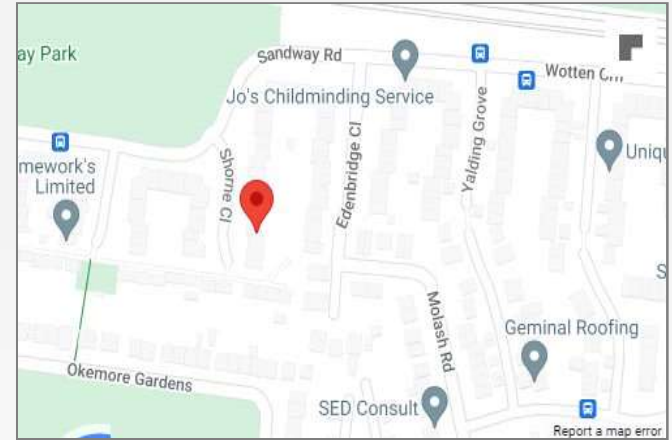 ay Park
Sandway Rd
Wotten
Jo's Childminding Service
mework's
Limited
Shorne Cl
Edenbridge Cl
Yalding Grove
Uniqu
S
Molash Rd
Geminal Roofing
Okemore Gardens
SED Consult
Report a map error